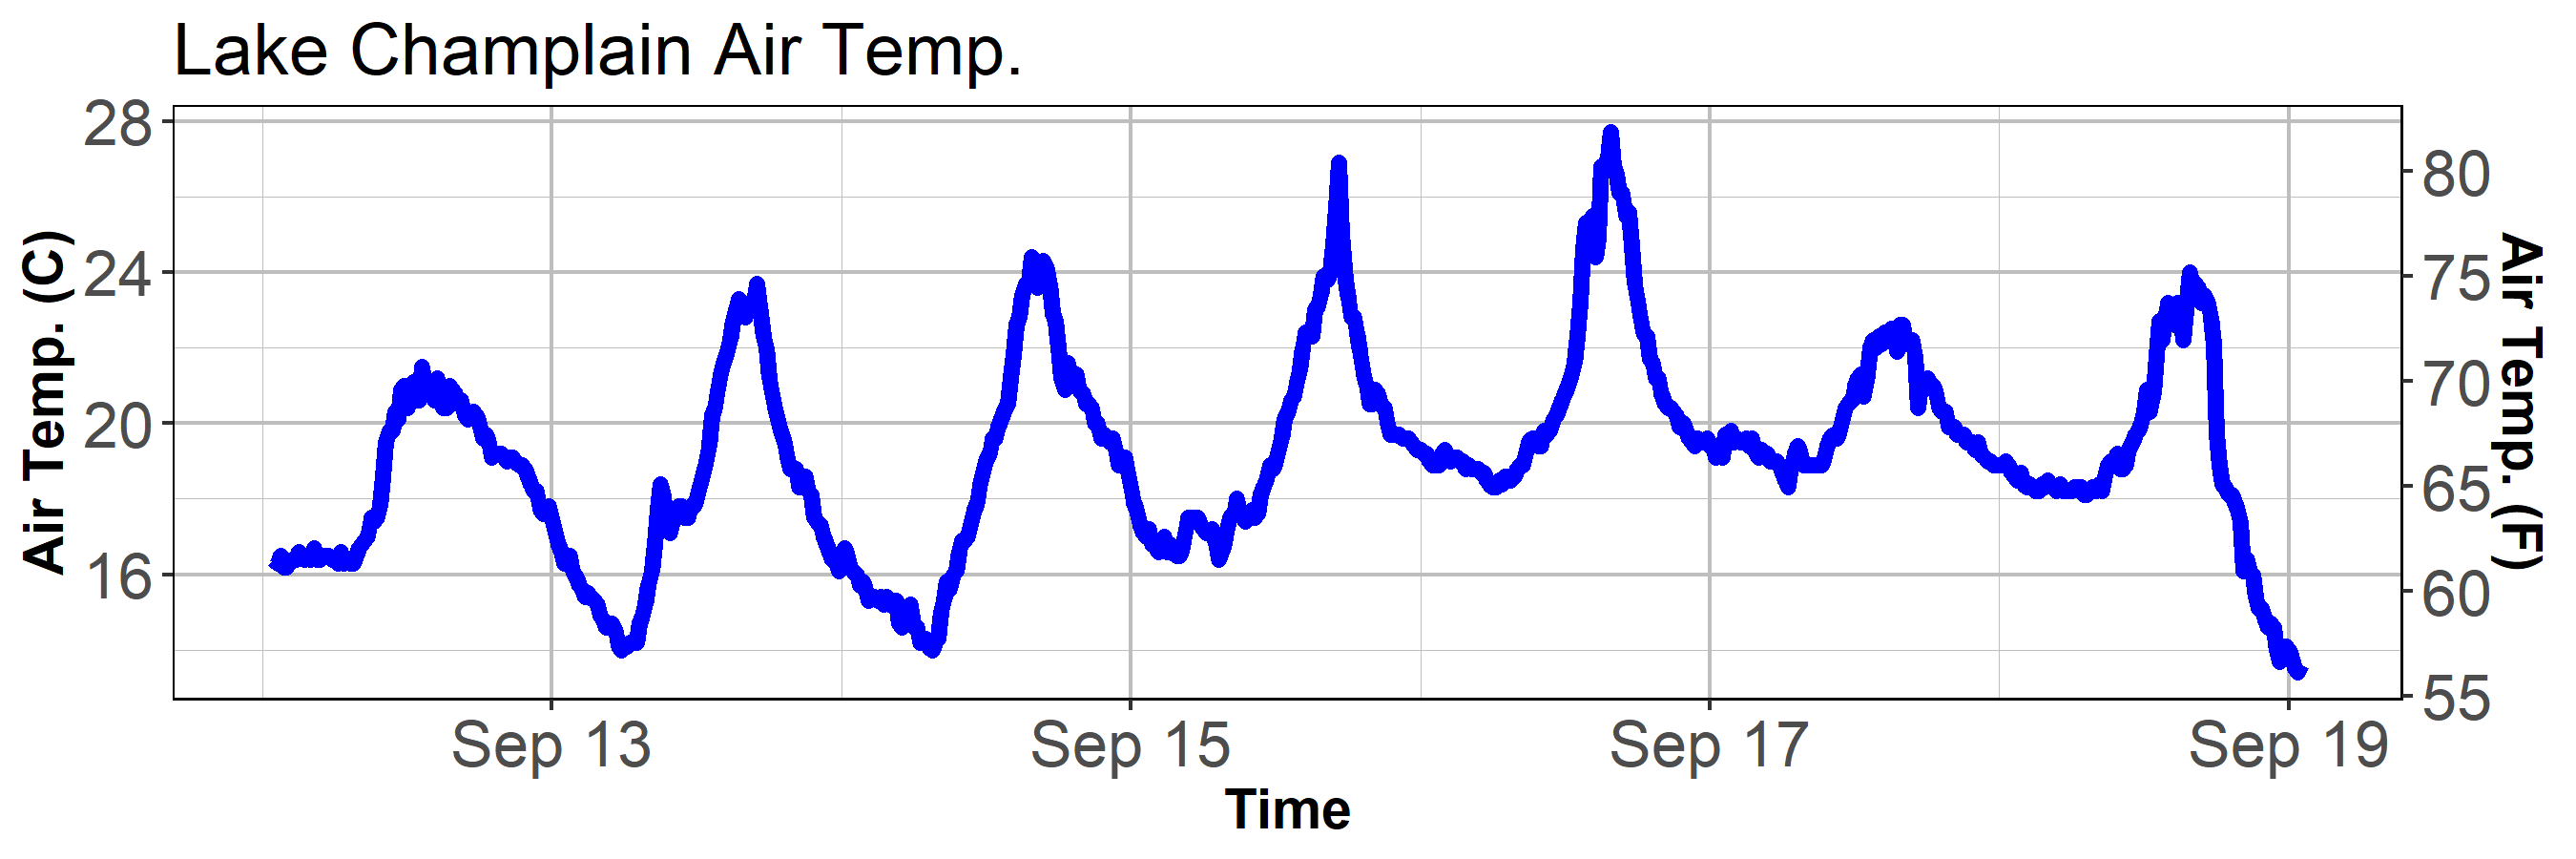 Lake Champlain Air Temp.
28
24
20
16
Air Temp. (C)
80
75
70
65
60
55
Air Temp. (F)
Sep 13
Sep 15
Sep 17
Sep 19
Time